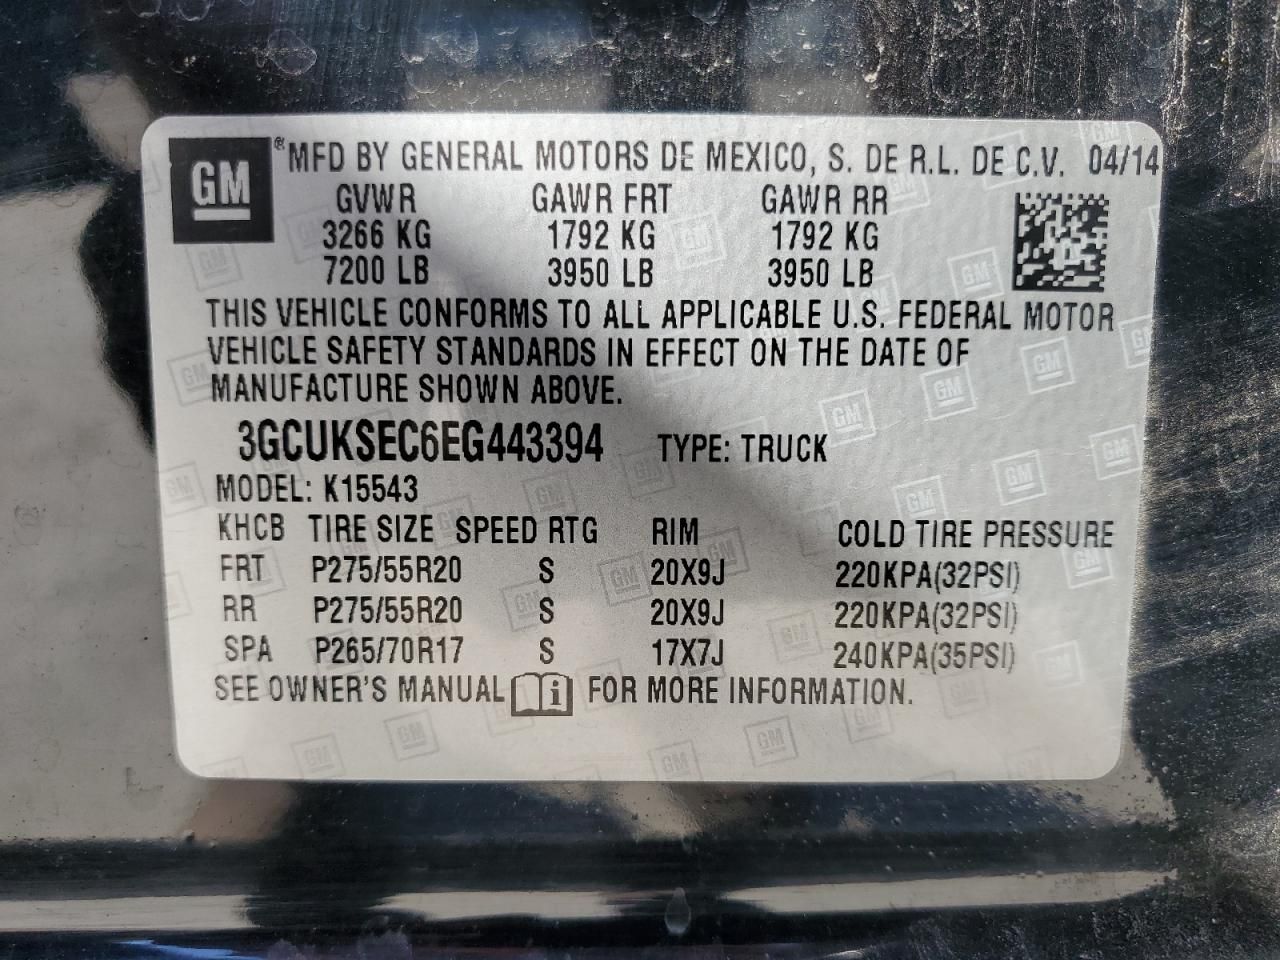 GM ® MFD BY GENERAL MOTORS DE MEXICO, S. DE R.L. DE C.V. 04/14
GVWR GAWR FRT GAWR RR
3266 KG 1792 KG 1792 KG
7200 LB 3950 LB 3950 LB
THIS VEHICLE CONFORMS TO ALL APPLICABLE U.S. FEDERAL MOTOR
VEHICLE SAFETY STANDARDS IN EFFECT ON THE DATE OF
MANUFACTURE SHOWN ABOVE.
3GCUKSEC6EG443394 TYPE: TRUCK
MODEL: K15543
KHCB TIRE SIZE SPEED RTG RIM COLD TIRE PRESSURE
FRT P275/55R20 S 20X9J 220KPA(32PSI)
RR P275/55R20 S 20X9J 220KPA(32PSI)
SPA P265/70R17 S 17X7J 240KPA(35PSI)
SEE OWNER'S MANUAL i FOR MORE INFORMATION.